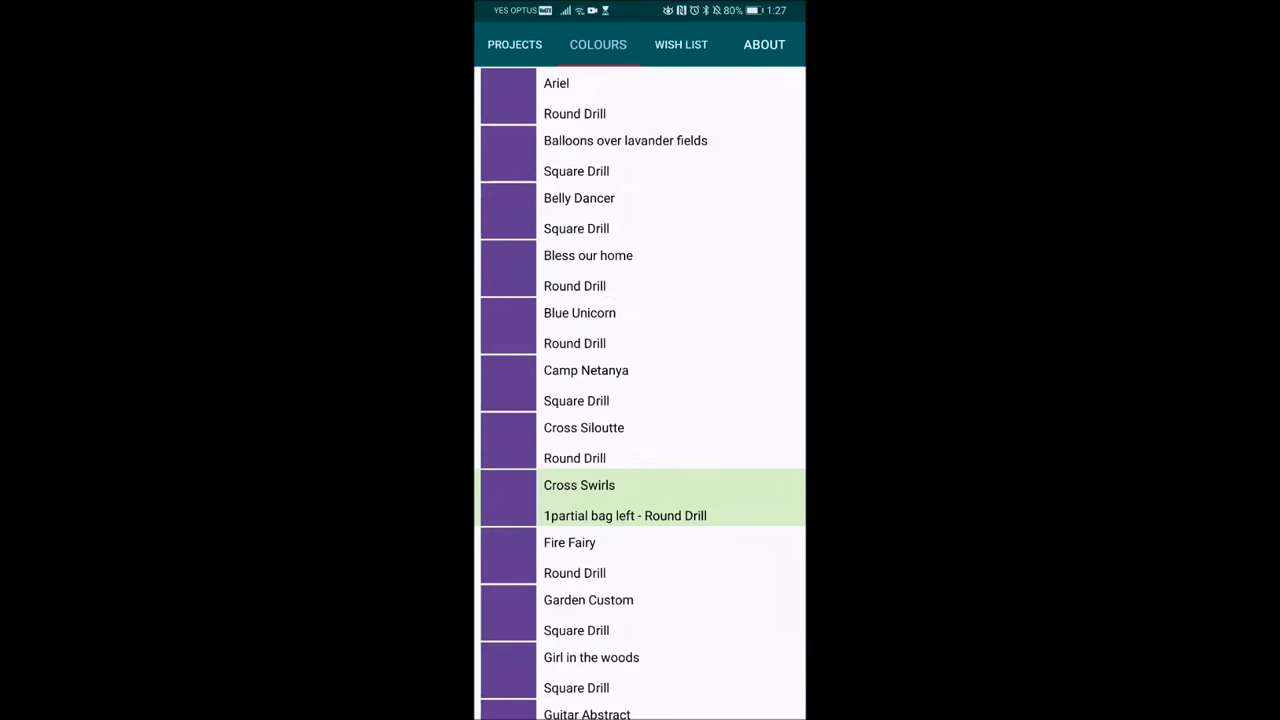 YES OPTUS 80% 1:27
PROJECTS COLOURS WISH LIST ABOUT
Ariel
Round Drill
Balloons over lavander fields
Square Drill
Belly Dancer
Square Drill
Bless our home
Round Drill
Blue Unicorn
Round Drill
Camp Netanya
Square Drill
Cross Siloutte
Round Drill
Cross Swirls
1partial bag left - Round Drill
Fire Fairy
Round Drill
Garden Custom
Square Drill
Girl in the woods
Square Drill
Guitar Abstract